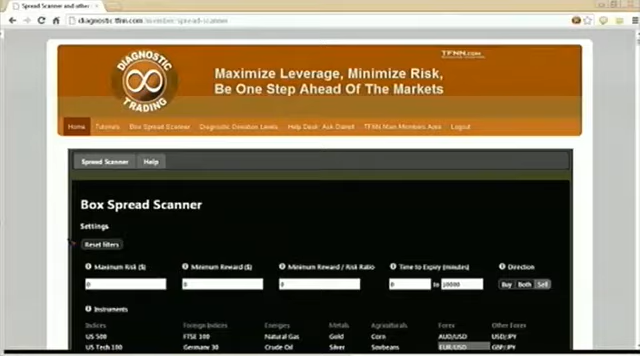 Spread Scanner and other
diagnostic.tfnn.com/member/spread-scanner
DIAGNOSTIC
TRADING
TFNN.COM
Maximize Leverage, Minimize Risk,
Be One Step Ahead Of The Markets
Home Tutorials Box Spread Scanner Diagnostic Deviation Levels Help Desk: Ask Darrell TFNN Main Members Area Logout
Spread Scanner Help
Box Spread Scanner
Settings
Reset filters
Maximum Risk ($) Minimum Reward ($) Minimum Reward / Risk Ratio Time to Expiry (minutes) Direction
0 0 0 0 to 10000 Buy Both Sell
Instruments
Indices Foreign Indices Energies Metals Agriculturals Forex Other Forex
US 500 FTSE 100 Natural Gas Gold Corn AUD/USD USD/JPY
US Tech 100 Germany 30 Crude Oil Silver Soybeans EUR/USD GBP/JPY